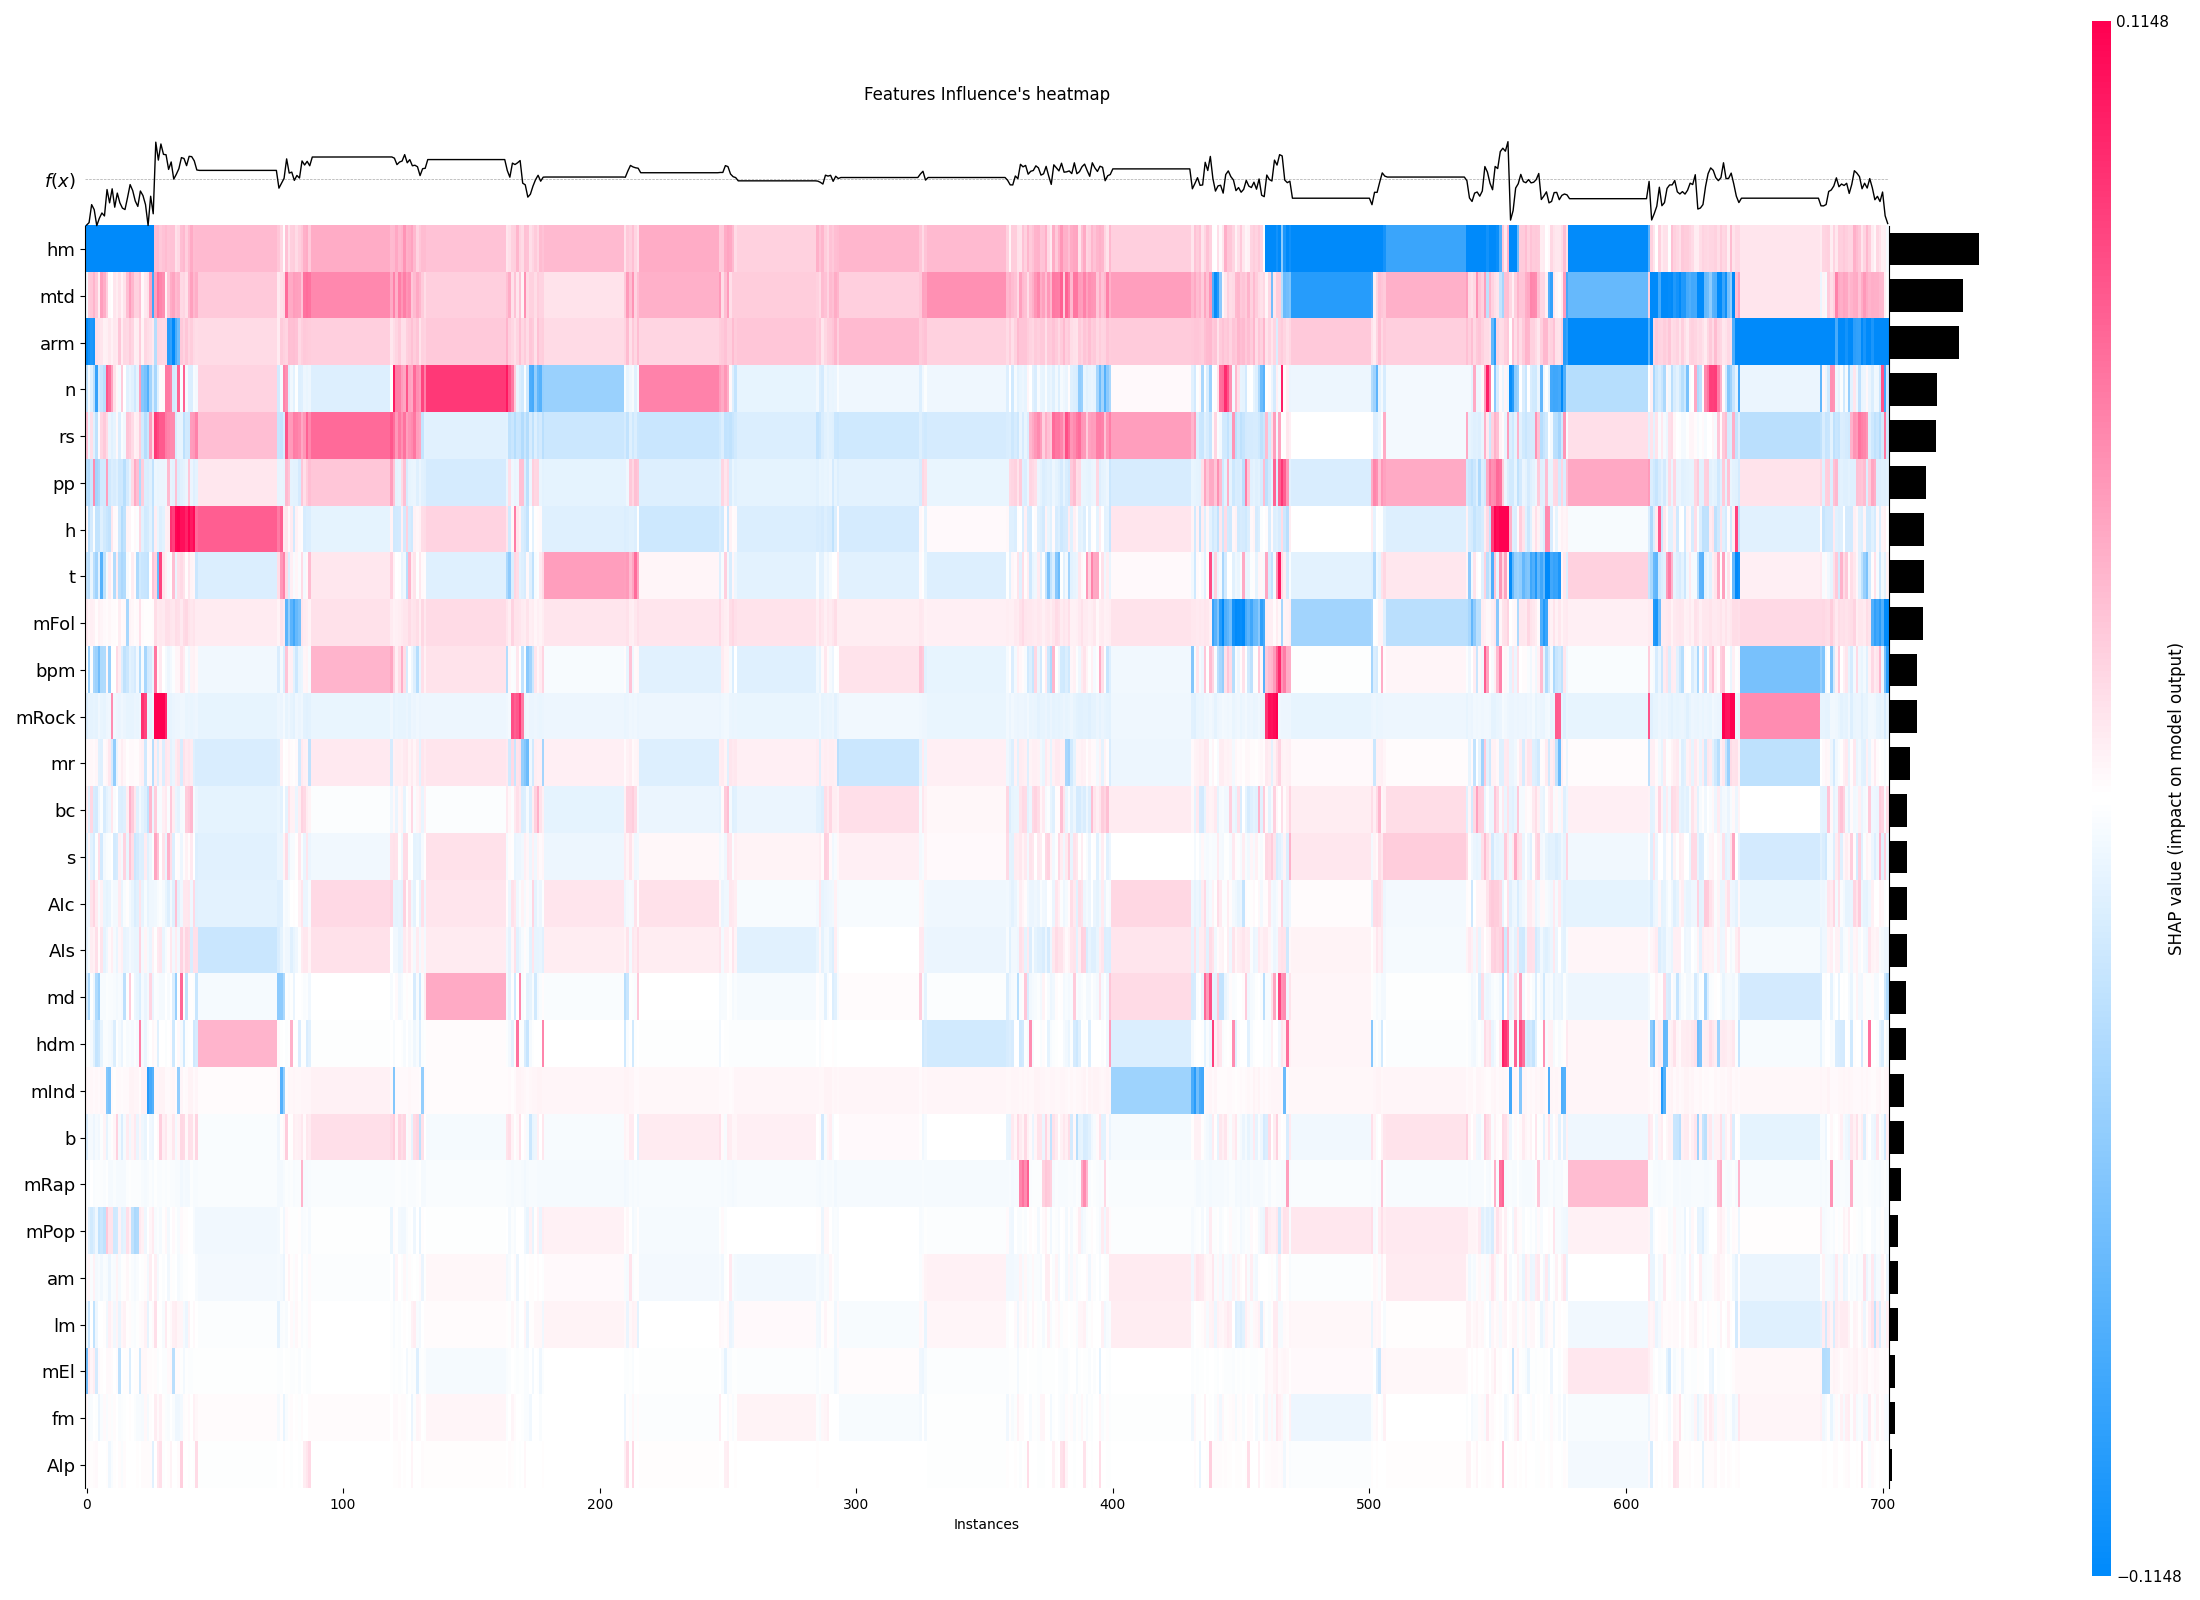 0.1148
Features Influence's heatmap
f(x)
hm
mtd
arm
n
rs
pp
h
t
mFol
bpm
mRock
mr
bc
s
AIc
AIs
md
hdm
mInd
b
mRap
mPop
am
lm
mEl
fm
AIp
0 100 200 300 400 500 600 700
Instances
SHAP value (impact on model output)
−0.1148